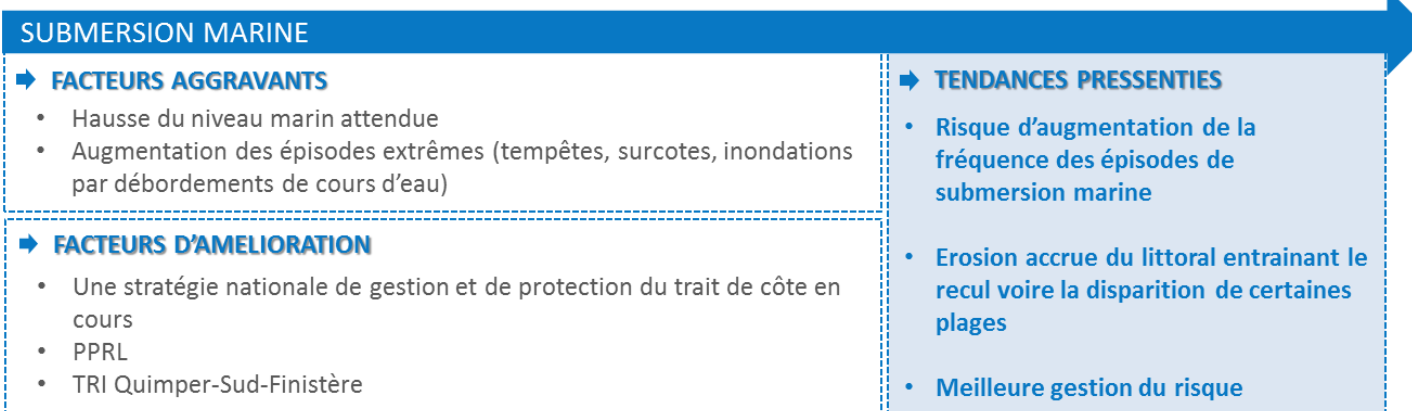 SUBMERSION MARINE
FACTEURS AGGRAVANTS
• Hausse du niveau marin attendue
• Augmentation des épisodes extrêmes (tempêtes, surcotes, inondations
par débordements de cours d’eau)
FACTEURS D’AMELIORATION
• Une stratégie nationale de gestion et de protection du trait de côte en
cours
• PPRL
• TRI Quimper-Sud-Finistère
TENDANCES PRESSENTIES
• Risque d’augmentation de la
fréquence des épisodes de
submersion marine
• Erosion accrue du littoral entrainant le
recul voire la disparition de certaines
plages
• Meilleure gestion du risque